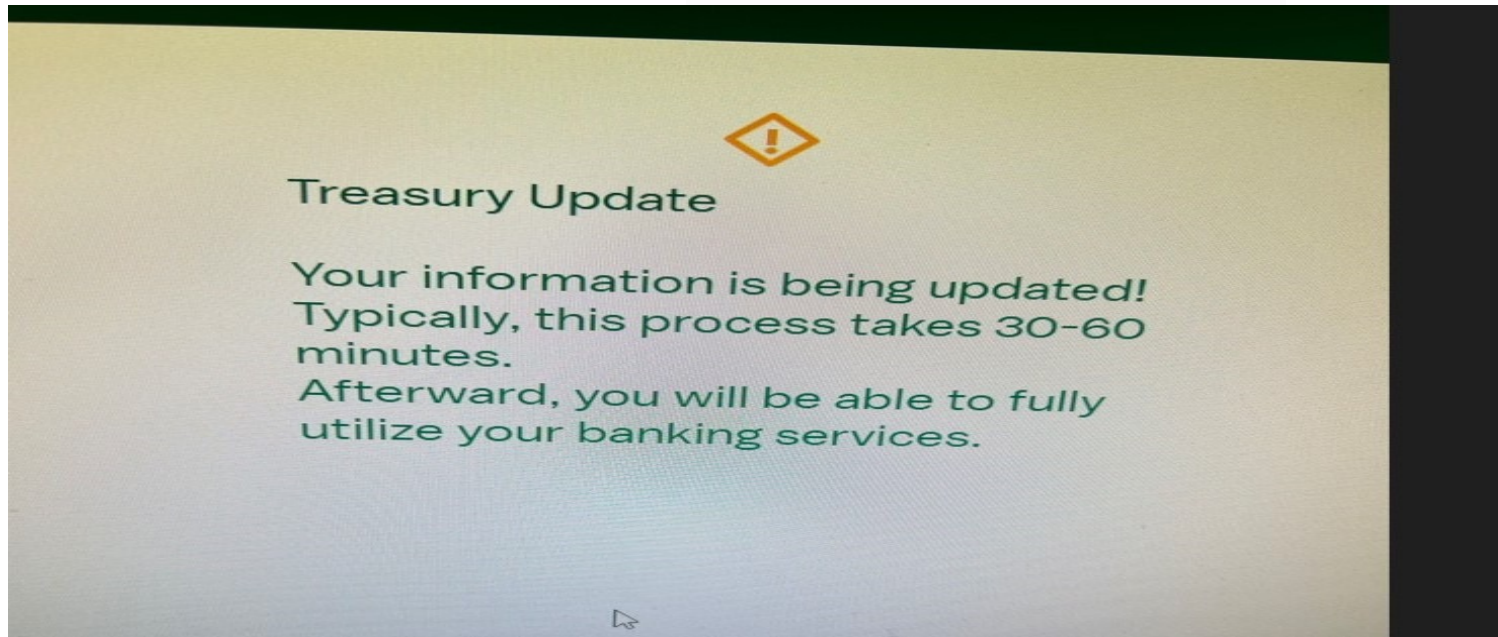 Treasury Update
Your information is being updated!
Typically, this process takes 30-60
minutes.
Afterward, you will be able to fully
utilize your banking services.